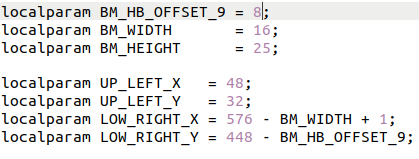 localparam BM_HB_OFFSET_9 = 8;
localparam BM_WIDTH       = 16;
localparam BM_HEIGHT      = 25;

localparam UP_LEFT_X   = 48;
localparam UP_LEFT_Y   = 32;
localparam LOW_RIGHT_X = 576 - BM_WIDTH + 1;
localparam LOW_RIGHT_Y = 448 - BM_HB_OFFSET_9;